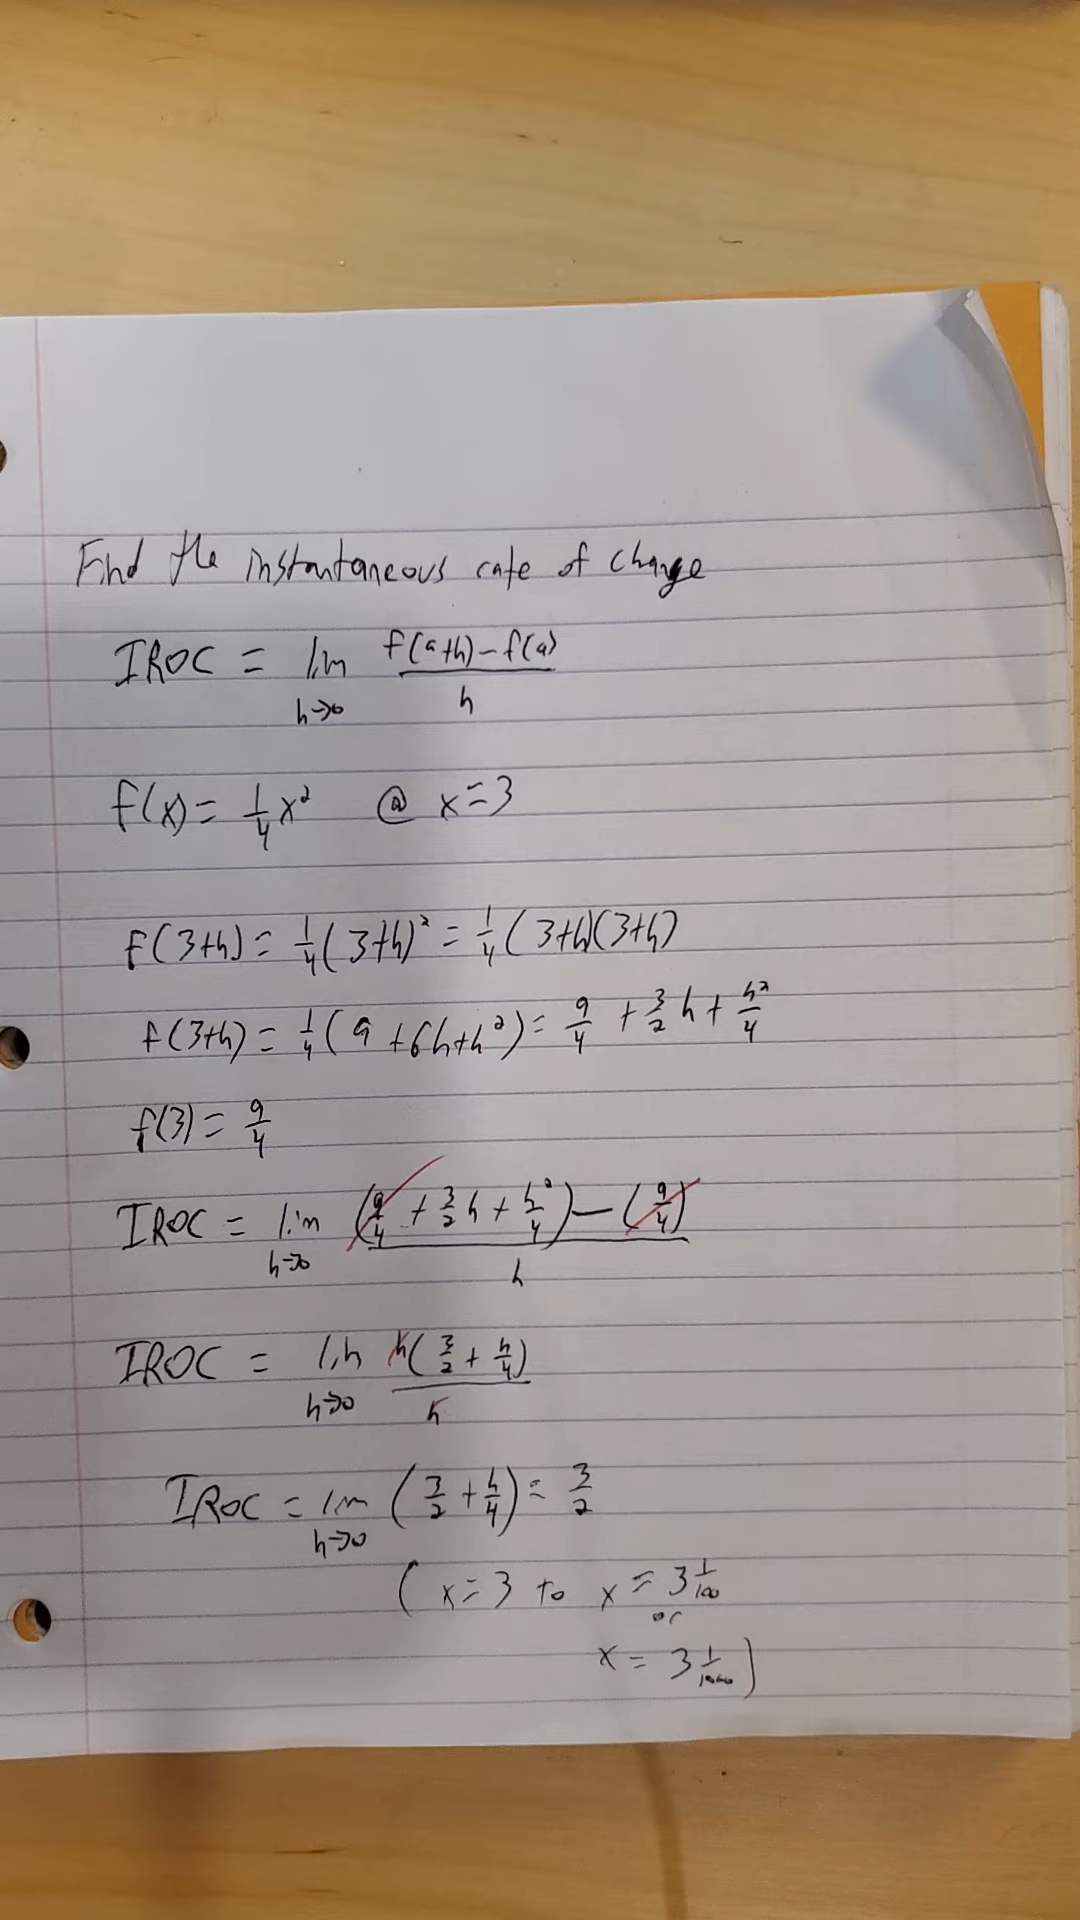 Find the instantaneous rate of change
IROC = lim h→0 (f(a+h) - f(a))/h
f(x) = 1/4 x² @ x=3
f(3+h) = 1/4 (3+h)² = 1/4 (3+h)(3+h)
f(3+h) = 1/4 (9 + 6h + h²) = 9/4 + 3/2 h + h²/4
f(3) = 9/4
IROC = lim h→0 ((9/4 + 3/2 h + h²/4) - (9/4))/h
IROC = lim h→0 h(3/2 + h/4)/h
IROC = lim h→0 (3/2 + h/4) = 3/2
(x=3 to x = 3 1/100
or
x = 3 1/1000)